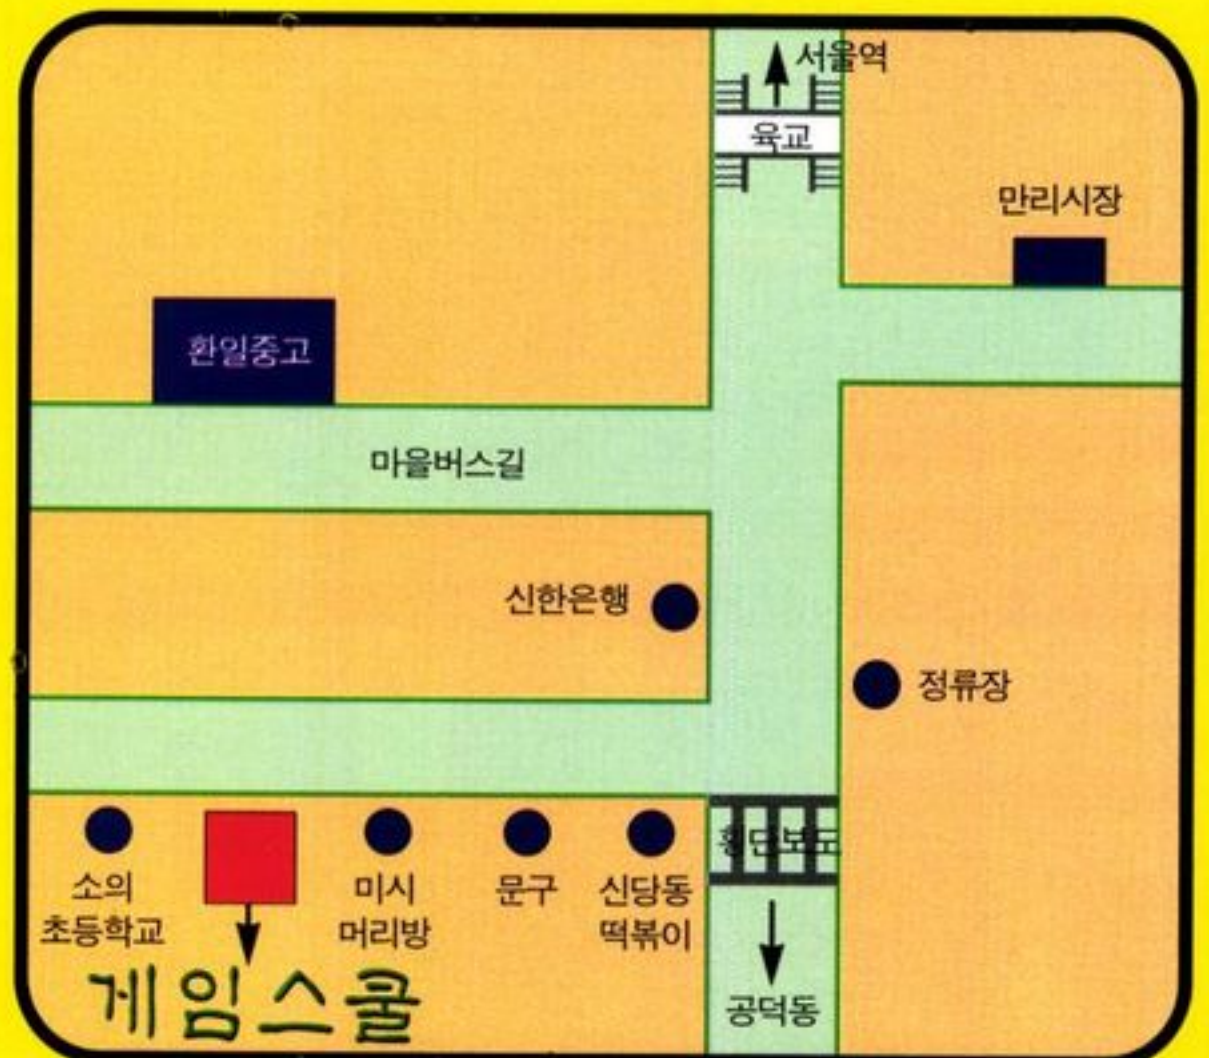 서울역
육교
만리시장
환일중고
마을버스길
신한은행
정류장
횡단보도
소의
초등학교
미시
머리방
문구
신당동
떡볶이
게임스쿨
공덕동